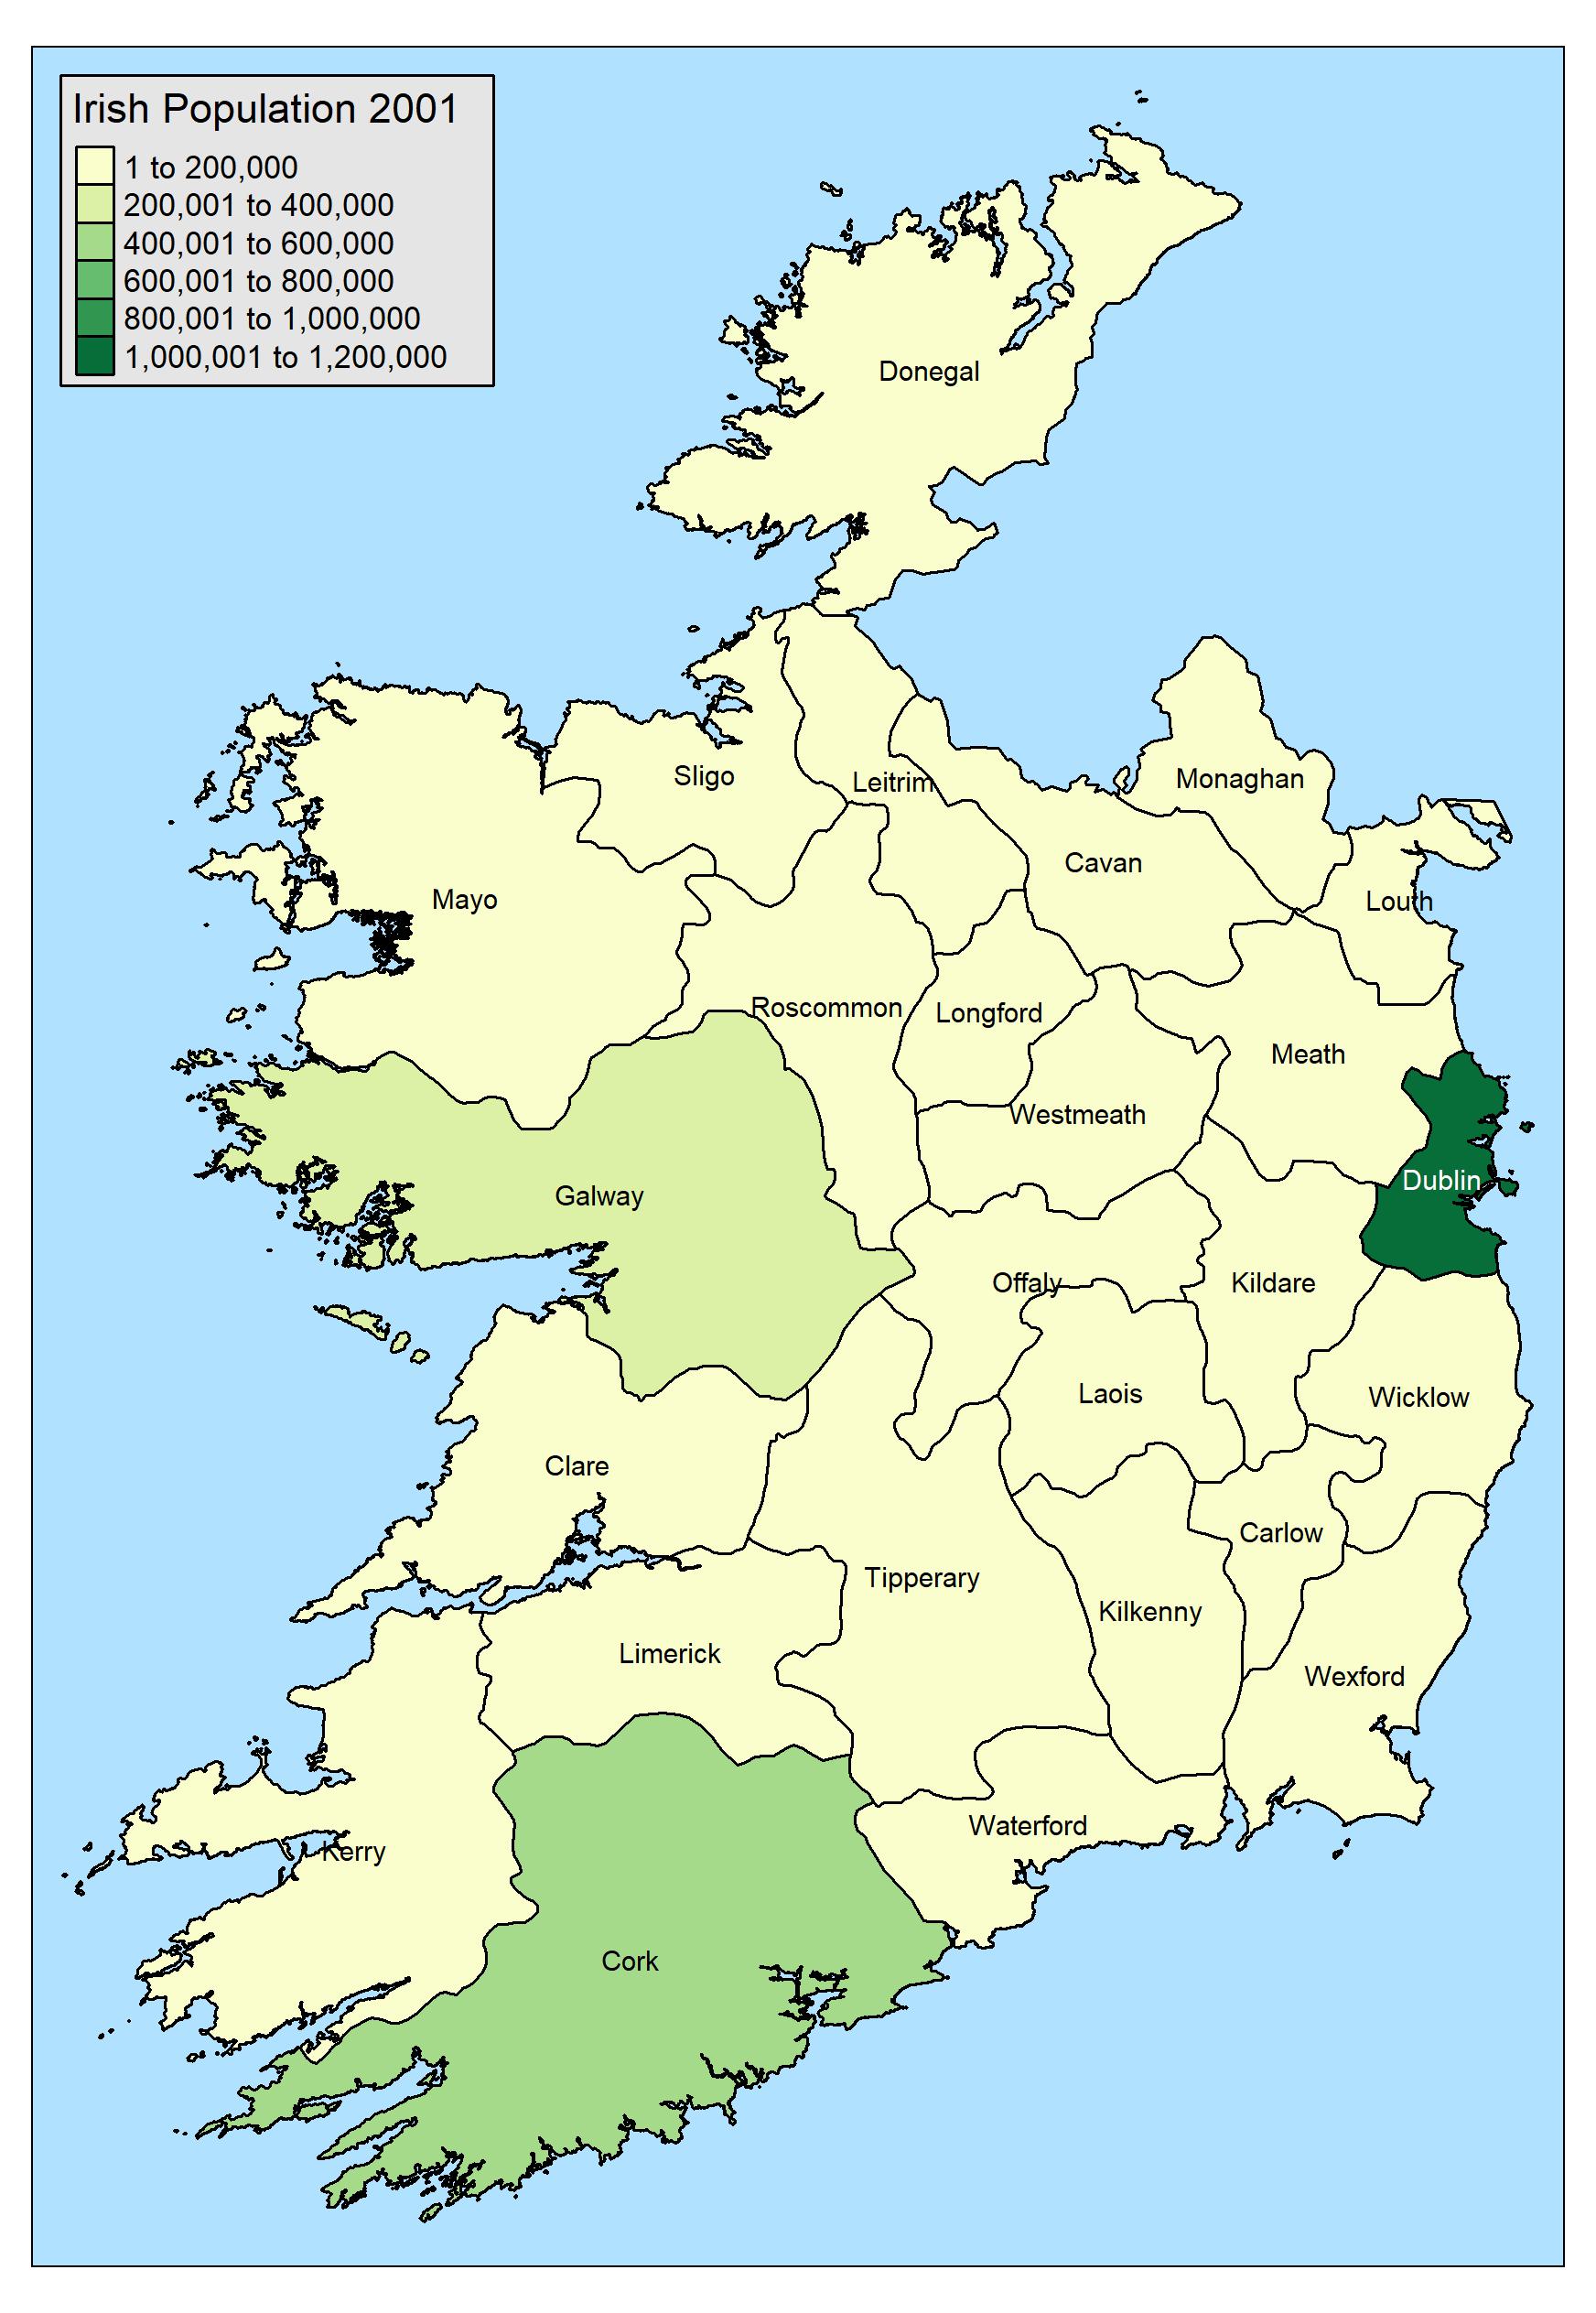 Irish Population 2001
1 to 200,000
200,001 to 400,000
400,001 to 600,000
600,001 to 800,000
800,001 to 1,000,000
1,000,001 to 1,200,000
Donegal
Sligo
Leitrim
Monaghan
Cavan
Mayo
Louth
Roscommon
Longford
Meath
Westmeath
Dublin
Galway
Offaly
Kildare
Laois
Wicklow
Clare
Carlow
Tipperary
Kilkenny
Limerick
Wexford
Waterford
Kerry
Cork